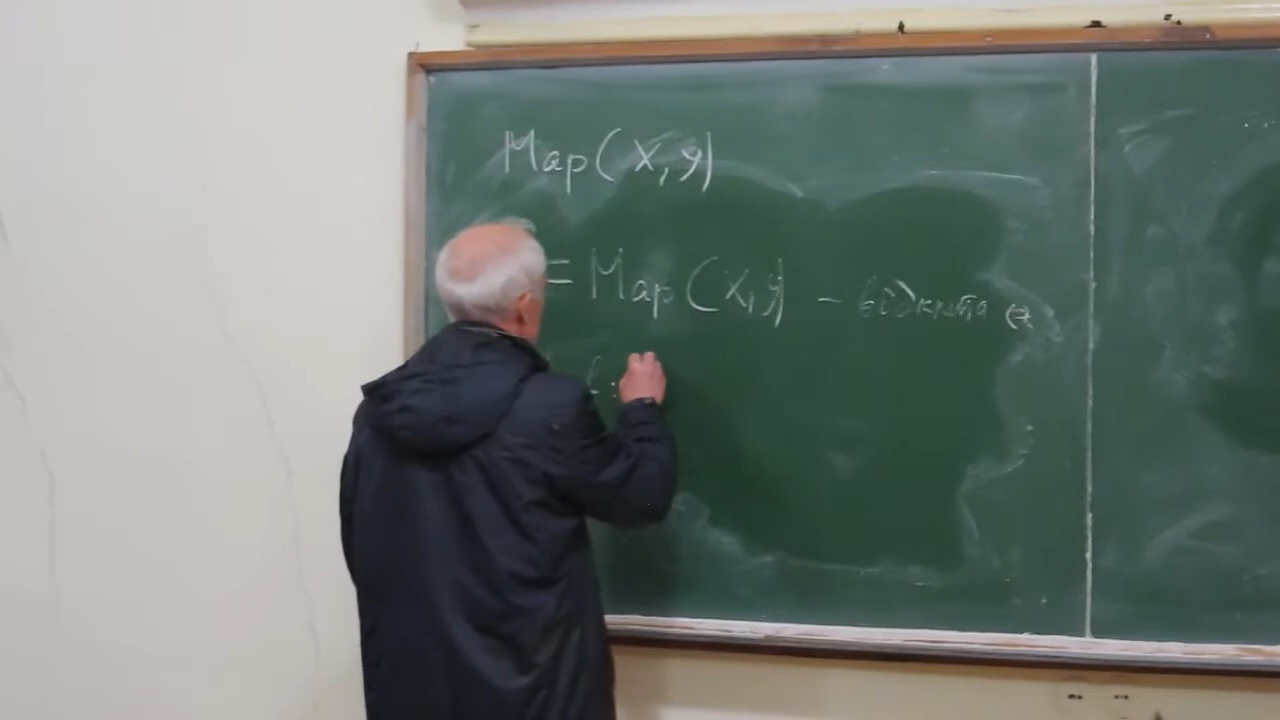 Map(X,Y)
= Map(X,Y) – відкрита
f :